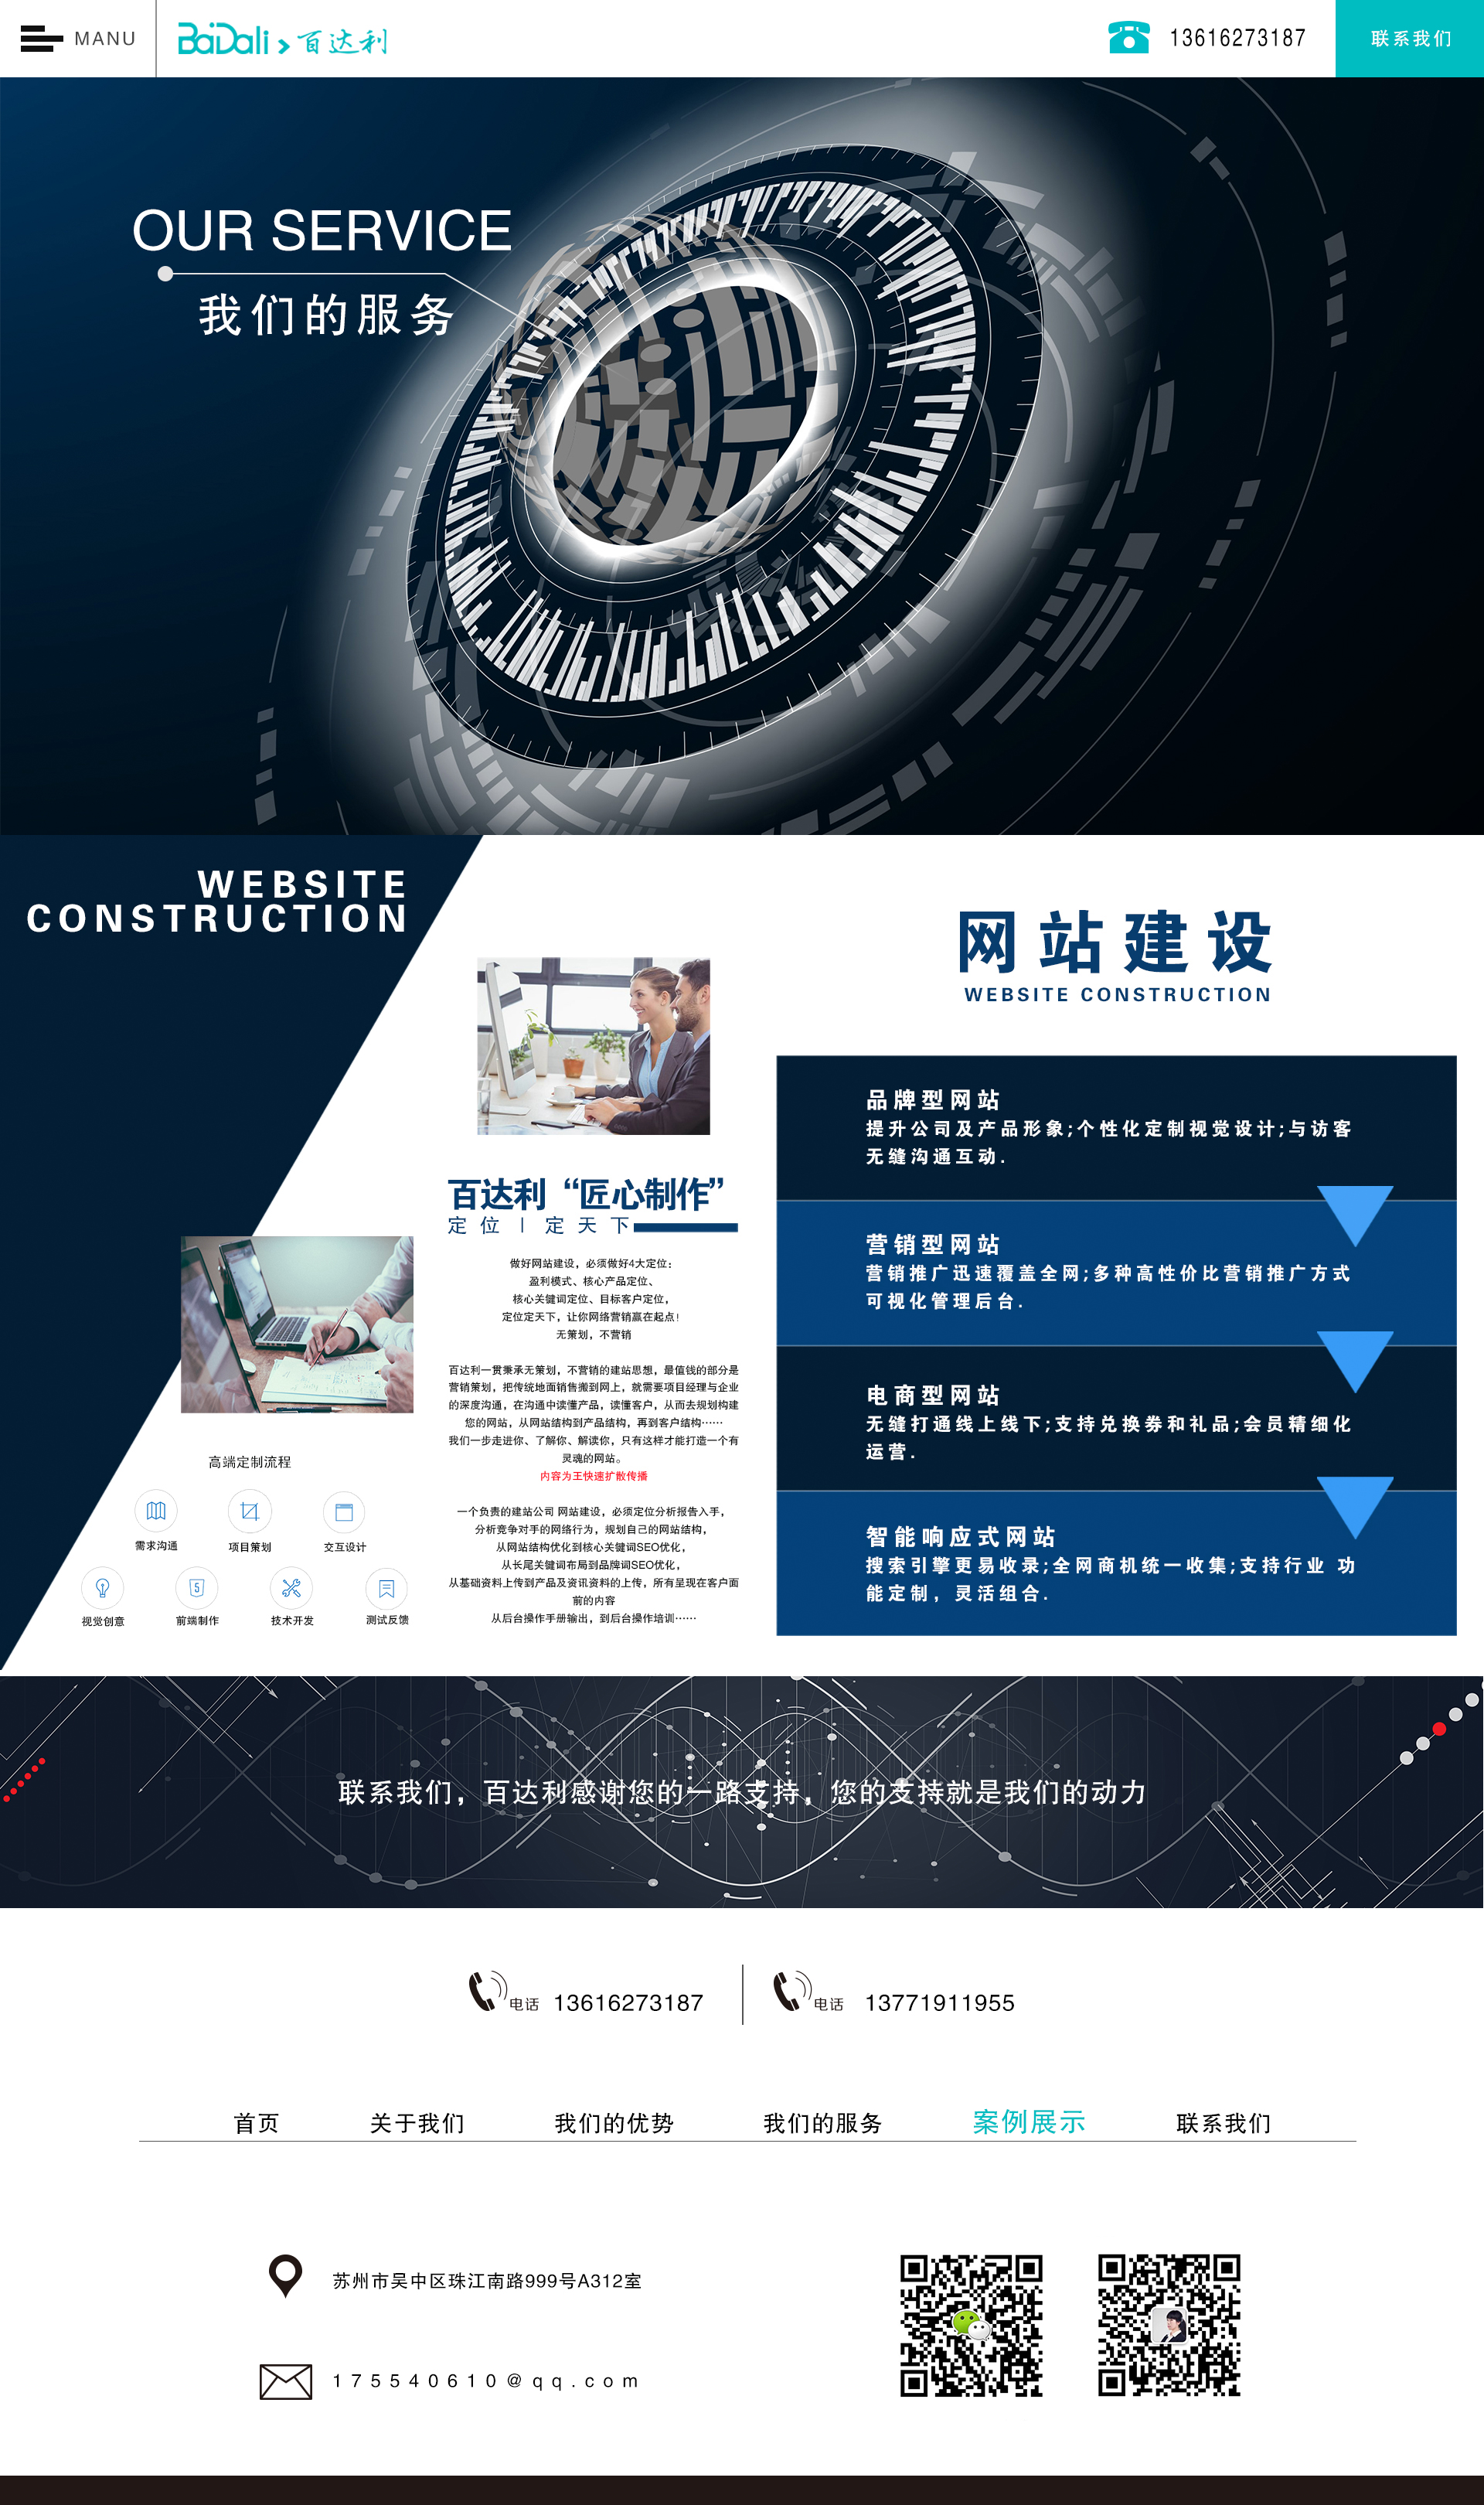 MANU
BaiDali 百达利
13616273187
联系我们
OUR SERVICE
我们的服务
WEBSITE
CONSTRUCTION
高端定制流程
需求沟通
项目策划
交互设计
视觉创意
5
前端制作
技术开发
测试反馈
百达利“匠心制作”
定位 | 定天下
做好网站建设，必须做好4大定位：
盈利模式、核心产品定位、
核心关键词定位、目标客户定位，
定位定天下，让你网络营销赢在起点！
无策划，不营销
百达利一贯秉承无策划，不营销的建站思想，最值钱的部分是
营销策划，把传统地面销售搬到网上，就需要项目经理与企业
的深度沟通，在沟通中读懂产品，读懂客户，从而去规划构建
您的网站，从网站结构到产品结构，再到客户结构……
我们一步走进你、了解你、解读你，只有这样才能打造一个有
灵魂的网站。
内容为王快速扩散传播
一个负责的建站公司 网站建设，必须定位分析报告入手，
分析竞争对手的网络行为，规划自己的网站结构，
从网站结构优化到核心关键词SEO优化，
从长尾关键词布局到品牌词SEO优化，
从基础资料上传到产品及资讯资料的上传，所有呈现在客户面
前的内容
从后台操作手册输出，到后台操作培训……
网站建设
WEBSITE CONSTRUCTION
品牌型网站
提升公司及产品形象;个性化定制视觉设计;与访客
无缝沟通互动.
营销型网站
营销推广迅速覆盖全网;多种高性价比营销推广方式
可视化管理后台.
电商型网站
无缝打通线上线下;支持兑换券和礼品;会员精细化
运营.
智能响应式网站
搜索引擎更易收录;全网商机统一收集;支持行业 功
能定制，灵活组合.
联系我们，百达利感谢您的一路支持，您的支持就是我们的动力
电话 13616273187
电话 13771911955
首页 关于我们 我们的优势 我们的服务 案例展示 联系我们
苏州市吴中区珠江南路999号A312室
175540610@qq.com